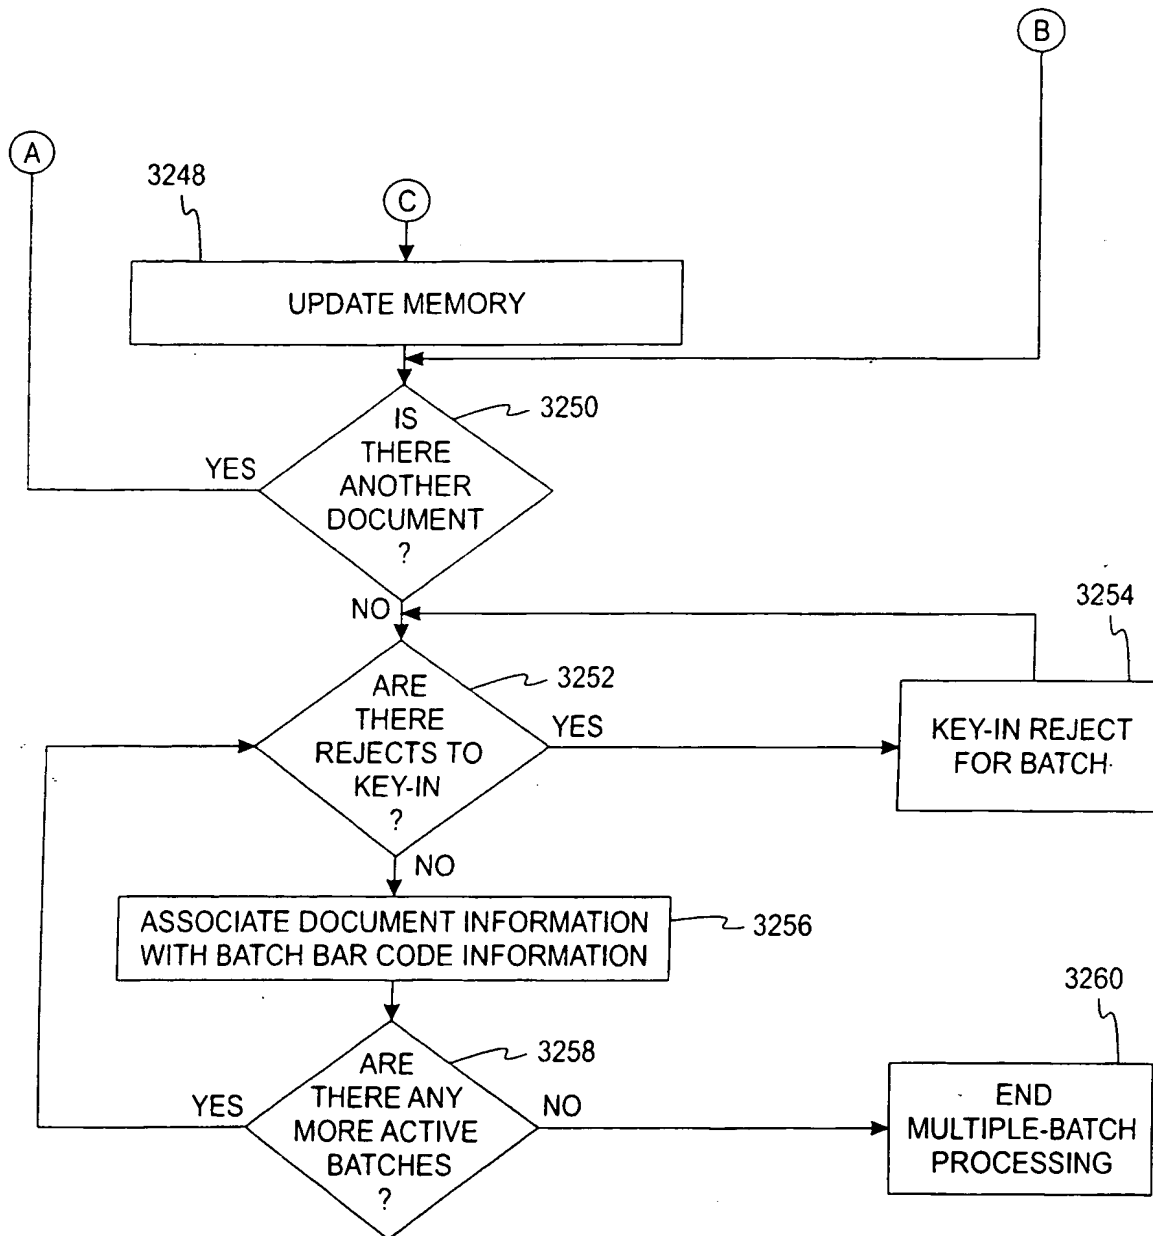 B
A
3248
C
UPDATE MEMORY
3250
IS
THERE
ANOTHER
DOCUMENT
?
YES
NO
3254
3252
ARE
THERE
REJECTS TO
KEY-IN
?
YES
KEY-IN REJECT
FOR BATCH
NO
ASSOCIATE DOCUMENT INFORMATION
WITH BATCH BAR CODE INFORMATION
3256
3260
3258
ARE
THERE ANY
MORE ACTIVE
BATCHES
?
YES
NO
END
MULTIPLE-BATCH
PROCESSING